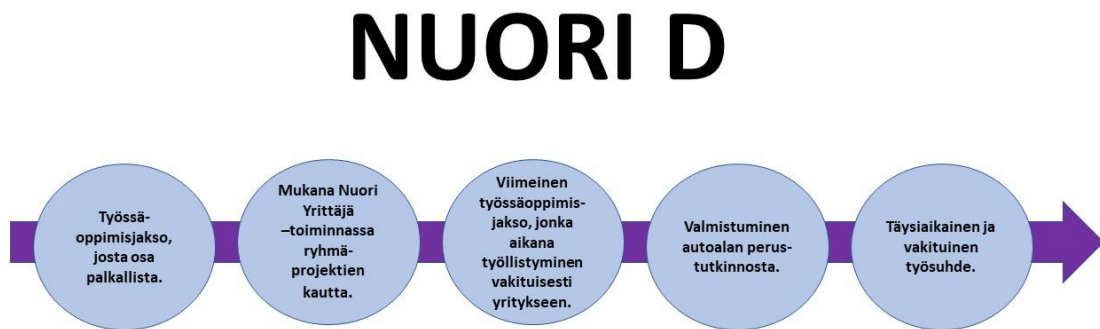 NUORI D
Työssä-
oppimisjakso,
josta osa
palkallista.
Mukana Nuori
Yrittäjä
–toiminnassa
ryhmä-
projektien
kautta.
Viimeinen
työssäoppimis-
jakso, jonka
aikana
työllistyminen
vakituisesti
yritykseen.
Valmistuminen
autoalan perus-
tutkinnosta.
Täysiaikainen ja
vakituinen
työsuhde.